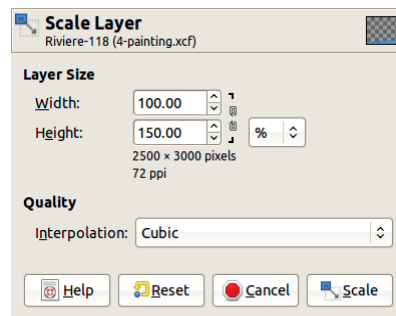 Scale Layer
Riviere-118 (4-painting.xcf)
Layer Size
Width: 100.00
Height: 150.00 %
2500 × 3000 pixels
72 ppi
Quality
Interpolation: Cubic
Help Reset Cancel Scale